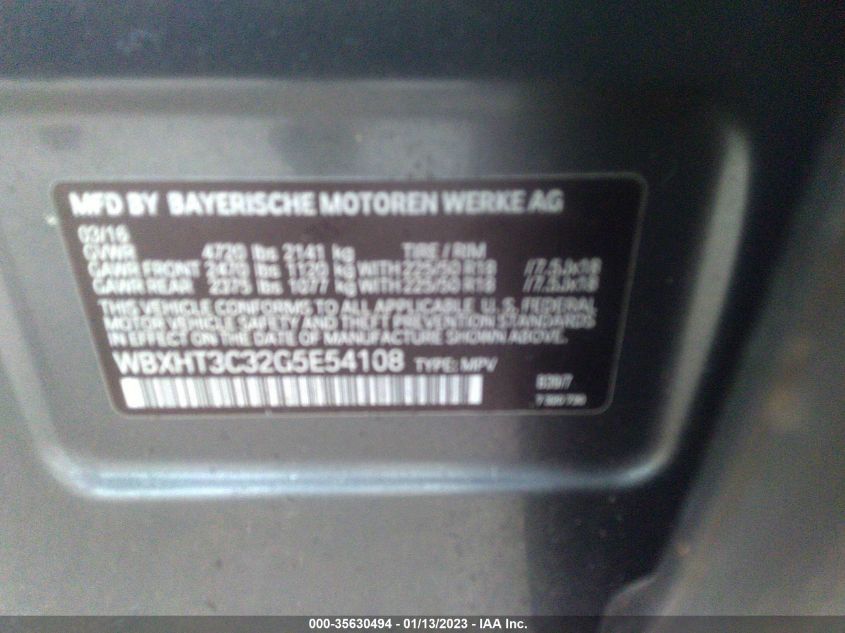 MFD BY BAYERISCHE MOTOREN WERKE AG
03/16
GVWR 4720 lbs 2141 kg TIRE / RIM
GAWR FRONT 2470 lbs 1120 kg WITH 225/50 R18 //7.5Jx18
GAWR REAR 2375 lbs 1077 kg WITH 225/50 R18 //7.5Jx18
THIS VEHICLE CONFORMS TO ALL APPLICABLE U.S. FEDERAL
MOTOR VEHICLE SAFETY AND THEFT PREVENTION STANDARDS
IN EFFECT ON THE DATE OF MANUFACTURE SHOWN ABOVE.
WBXHT3C32G5E54108 TYPE: MPV
000-35630494 - 01/13/2023 - IAA Inc.